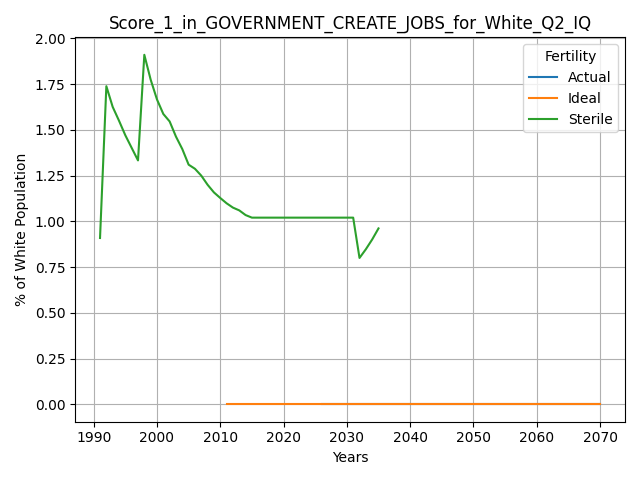 Score_1_in_GOVERNMENT_CREATE_JOBS_for_White_Q2_IQ
2.00
1.75
1.50
1.25
1.00
0.75
0.50
0.25
0.00
% of White Population
Fertility
Actual
Ideal
Sterile
1990 2000 2010 2020 2030 2040 2050 2060 2070
Years